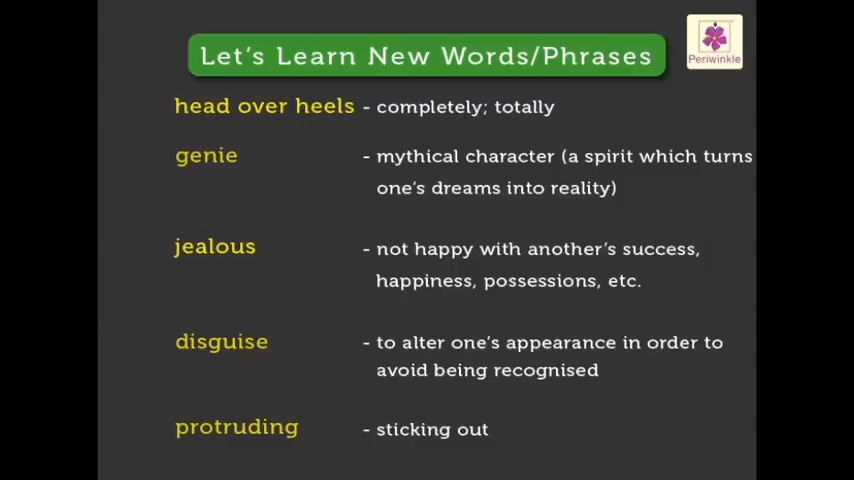 Let's Learn New Words/Phrases
Periwinkle
head over heels - completely; totally
genie - mythical character (a spirit which turns
one's dreams into reality)
jealous - not happy with another's success,
happiness, possessions, etc.
disguise - to alter one's appearance in order to
avoid being recognised
protruding - sticking out